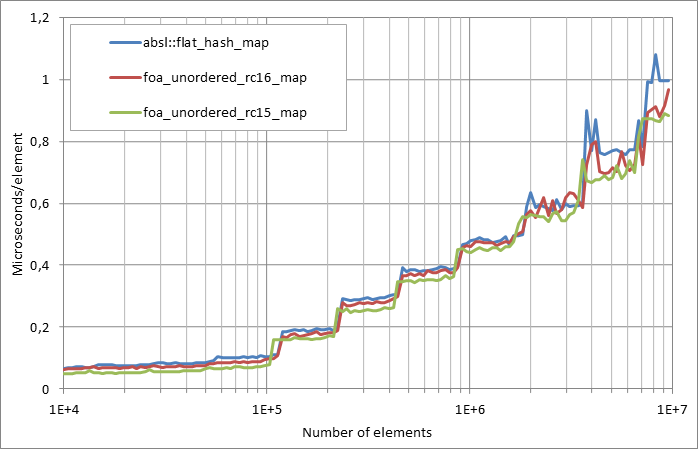 1,2
1
0,8
0,6
0,4
0,2
0
Microseconds/element
absl::flat_hash_map
foa_unordered_rc16_map
foa_unordered_rc15_map
1E+4 1E+5 1E+6 1E+7
Number of elements